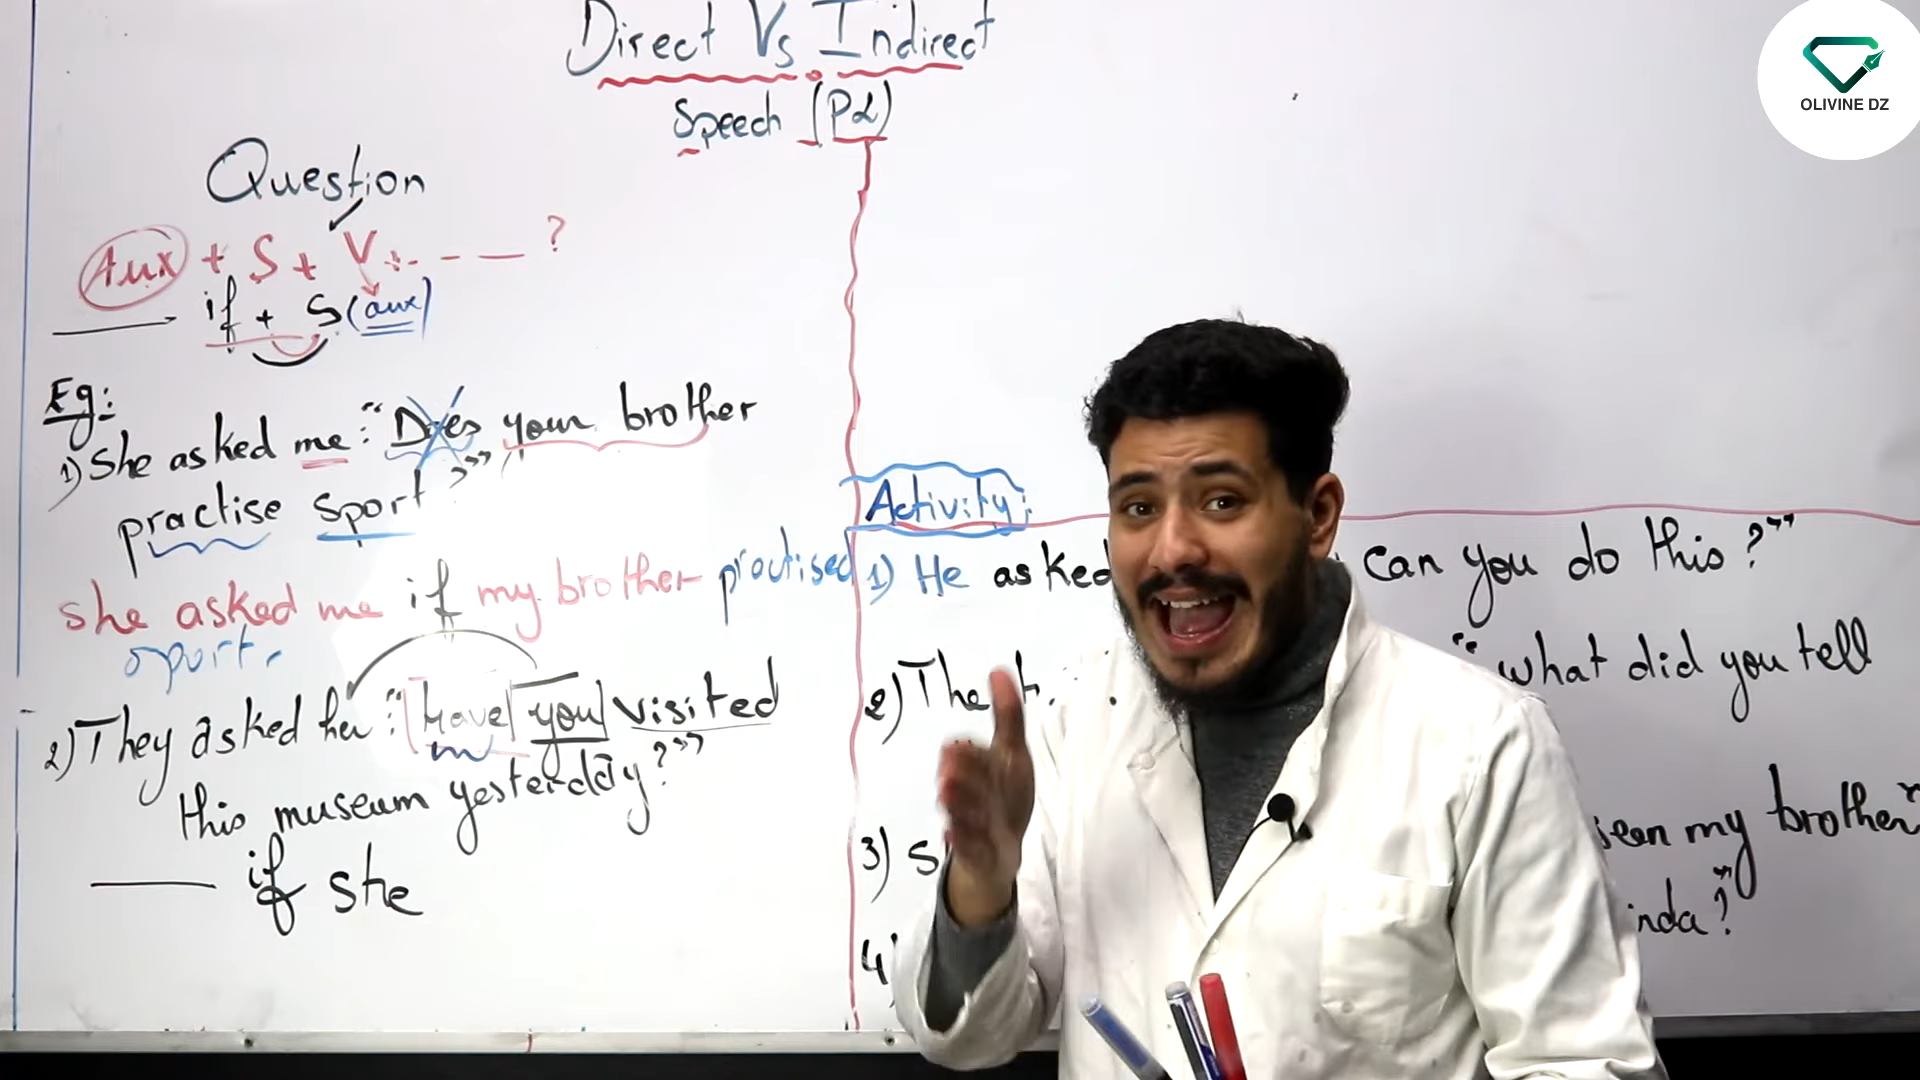 Direct Vs Indirect
Speech (P2)
OLIVINE DZ
Question
Aux + S + V + - - — ?
if + S (aux)
Eg:
1) She asked me: "Does your brother
practise sport?"
she asked me if my brother practised
sport.
2) They asked her: "Have you visited
this museum yesterday?"
if she
Activity:
1) He asked can you do this?"
2) The "what did you tell
3) S seen my brother
inda?"
4)